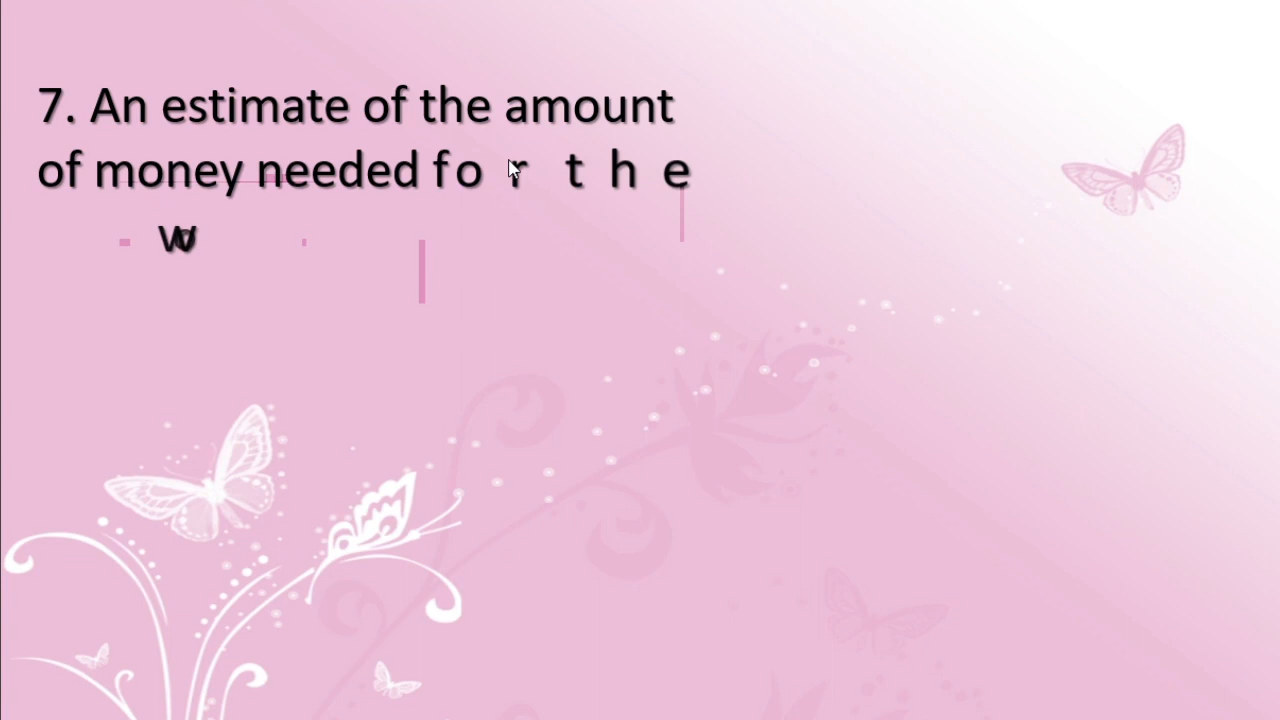 7. An estimate of the amount
of money needed for the